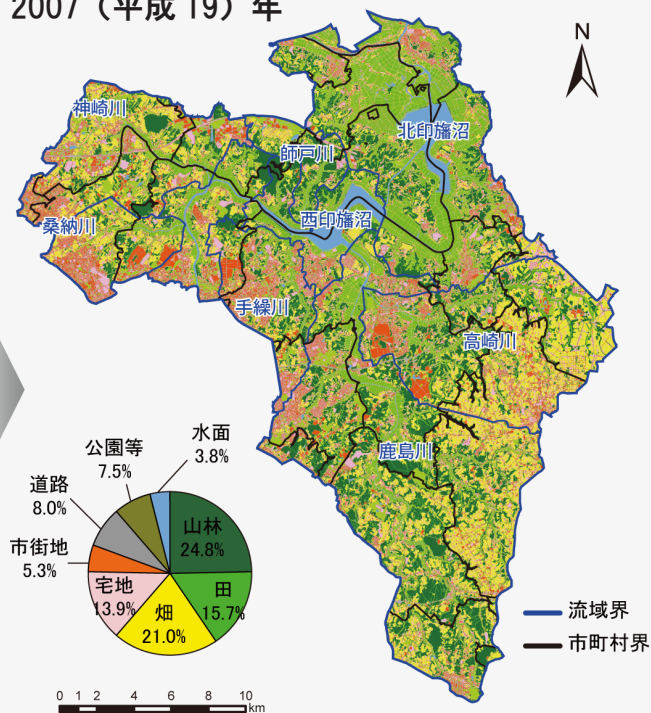 2007（平成19）年
N
神崎川
師戸川
北印旛沼
西印旛沼
桑納川
手繰川
高崎川
鹿島川
水面
3.8%
公園等
7.5%
道路
8.0%
市街地
5.3%
宅地
13.9%
畑
21.0%
田
15.7%
山林
24.8%
流域界
市町村界
0 1 2 4 6 8 10
km